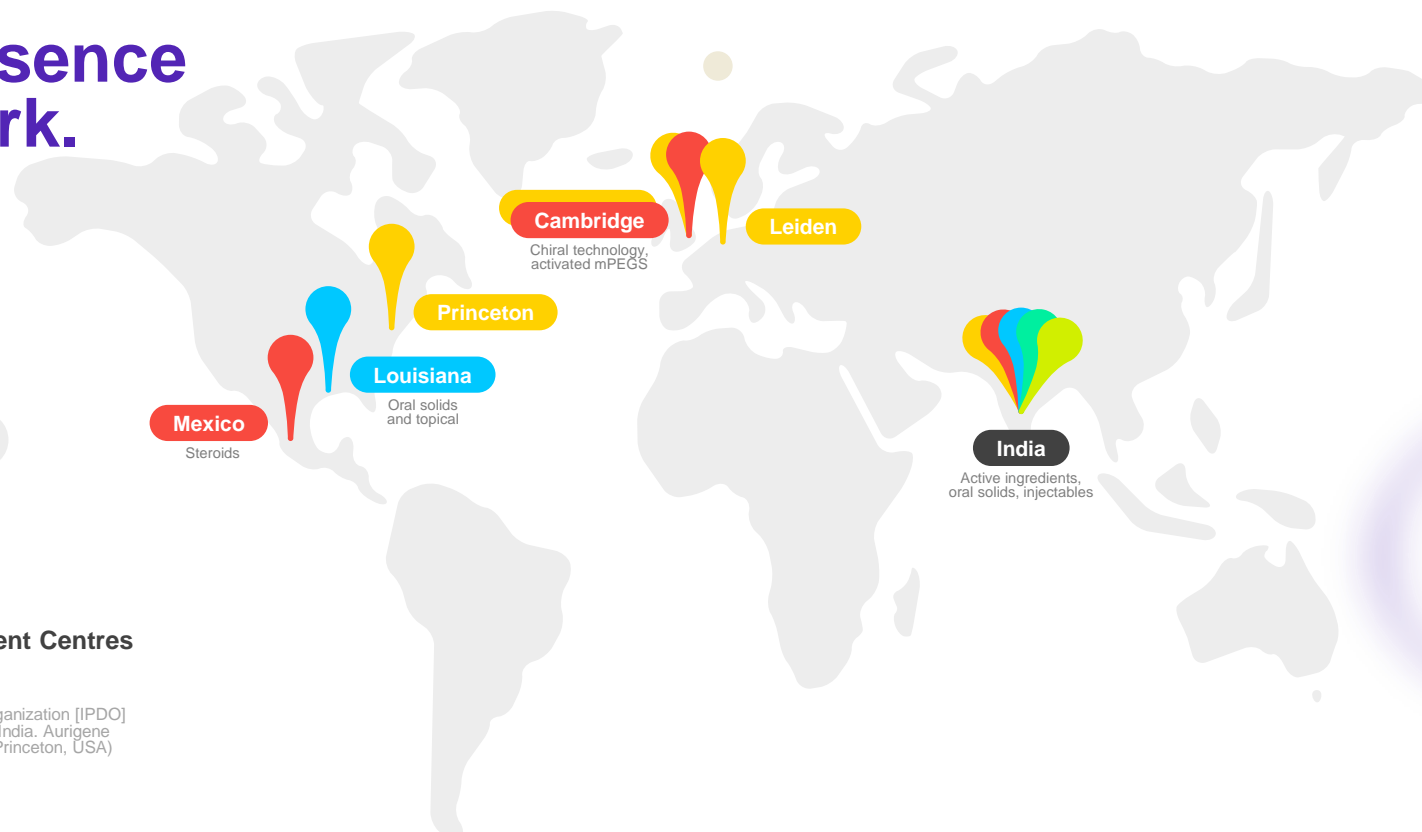 sence
rk.
Cambridge
Chiral technology,
activated mPEGS
Leiden
Princeton
Louisiana
Oral solids
and topical
Mexico
Steroids
India
Active ingredients,
oral solids, injectables
ent Centres
ganization [IPDO]
India. Aurigene
Princeton, USA)